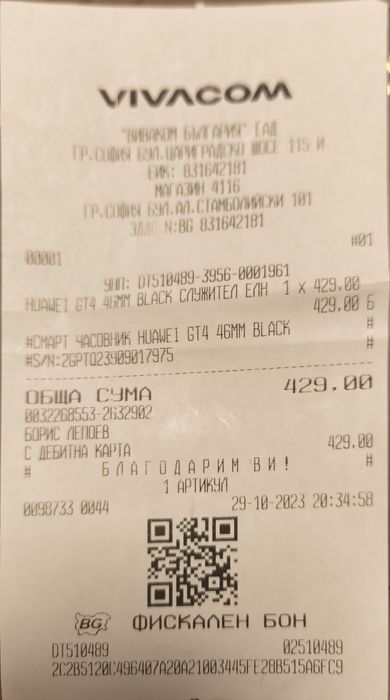 VIVACOM
"ВИВАКОМ БЪЛГАРИЯ" ЕАД
ГР.СОФИЯ БУЛ.ЦАРИГРАДСКО ШОСЕ 115 И
ЕИК: 831642181
МАГАЗИН 4116
ГР.СОФИЯ БУЛ.АЛ.СТАМБОЛИЙСКИ 101
ЗДДС N:BG 831642181
00001 #01
УНП: DT510489-3956-0001961
HUAWEI GT4 46MM BLACK СЛУЖИТЕЛ ЕЛН 1 x 429,00
429,00 Б
#СМАРТ ЧАСОВНИК HUAWEI GT4 46MM BLACK #
#S/N:2GPTQ23409017975 #
ОБЩА СУМА 429.00
0032268553-2632902
БОРИС ЛЕПОЕВ
С ДЕБИТНА КАРТА 429,00
# БЛАГОДАРИМ ВИ! #
1 АРТИКУЛ
0098733 0044 29-10-2023 20:34:58
BG ФИСКАЛЕН БОН
DT510489 02510489
2C2B5120C496407A20A21003445FE28B515A6FC9